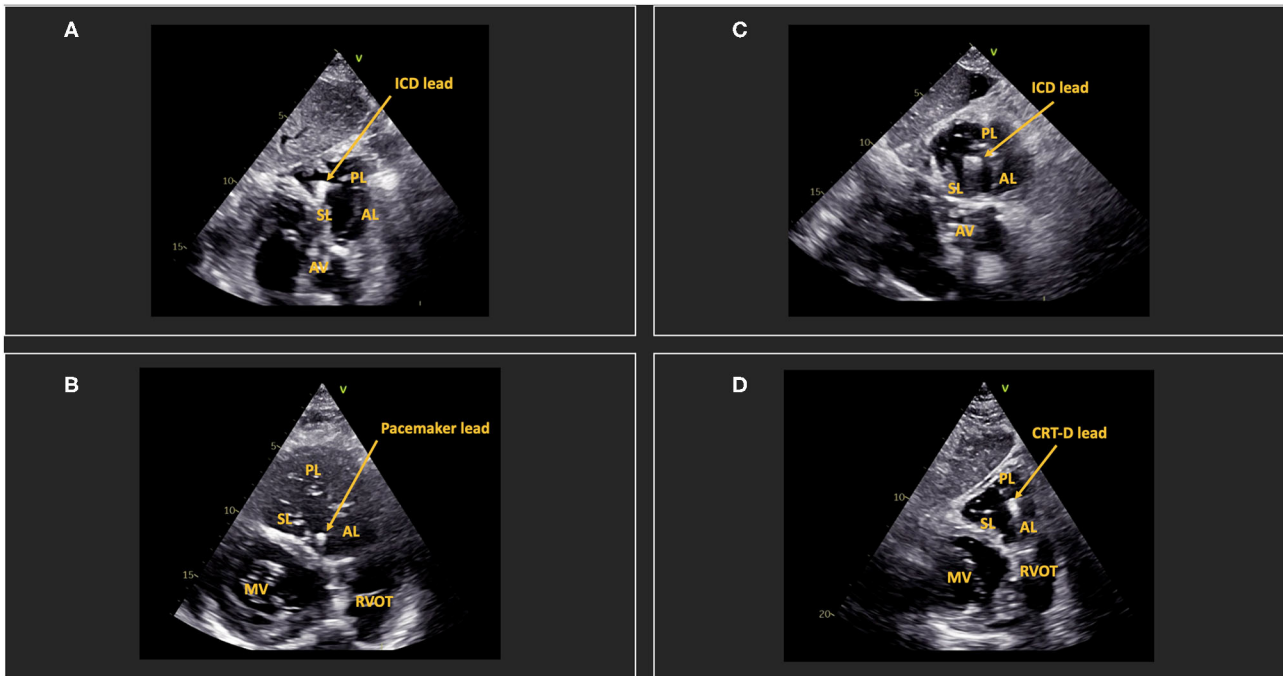 A
V
ICD lead
5
PL
10
SL
AL
15
AV
C
V
ICD lead
5
PL
10
SL
AL
15
AV
B
V
Pacemaker lead
5
PL
10
SL
AL
15
MV
RVOT
D
V
CRT-D lead
PL
10
SL
AL
MV
RVOT
20